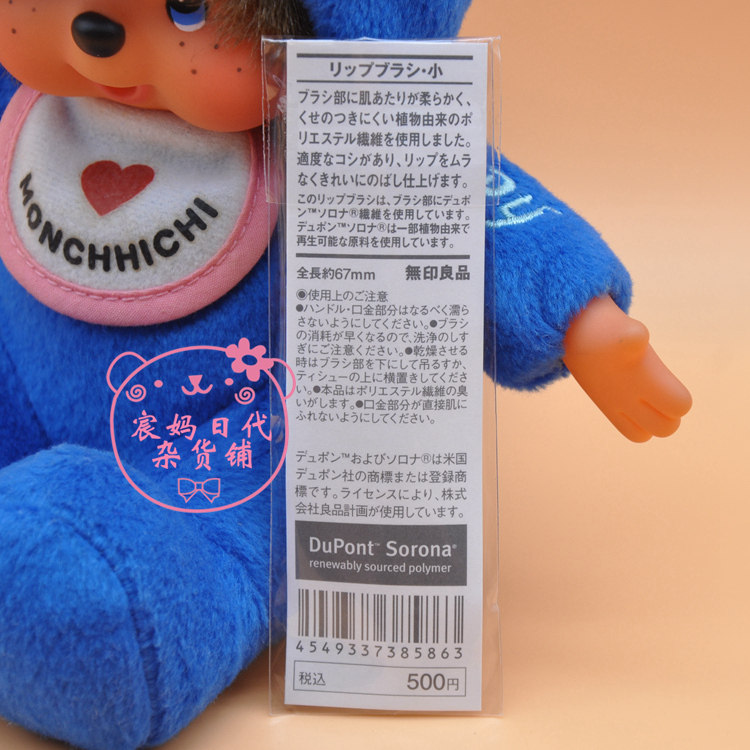 リップブラシ・小
ブラシ部に肌あたりが柔らかく、
くせのつきにくい植物由来のポ
リエステル繊維を使用しました。
適度なコシがあり、リップをムラ
なくきれいにのばし仕上げます。
このリップブラシは、ブラシ部にデュポ
ン™ソロナ®繊維を使用しています。
デュポン™ソロナ®は一部植物由来で
再生可能な原料を使用しています。
全長約67mm 無印良品
◉使用上のご注意
●ハンドル・口金部分はなるべく濡ら
さないようにしてください。●ブラシ
の消耗が早くなるので、洗浄のしす
ぎにご注意ください。●乾燥させる
時はブラシ部を下にして吊るすか、
ティシューの上に横置きしてくださ
い。●本品はポリエステル繊維の臭
いがします。●口金部分が直接肌に
ふれないようにしてください。
デュポン™およびソロナ®は米国
デュポン社の商標または登録商
標です。ライセンスにより、株式
会社良品計画が使用しています。
DuPont™ Sorona®
renewably sourced polymer
4549337385863
税込 500円
MONCHHICHI
宸妈日代
杂货铺